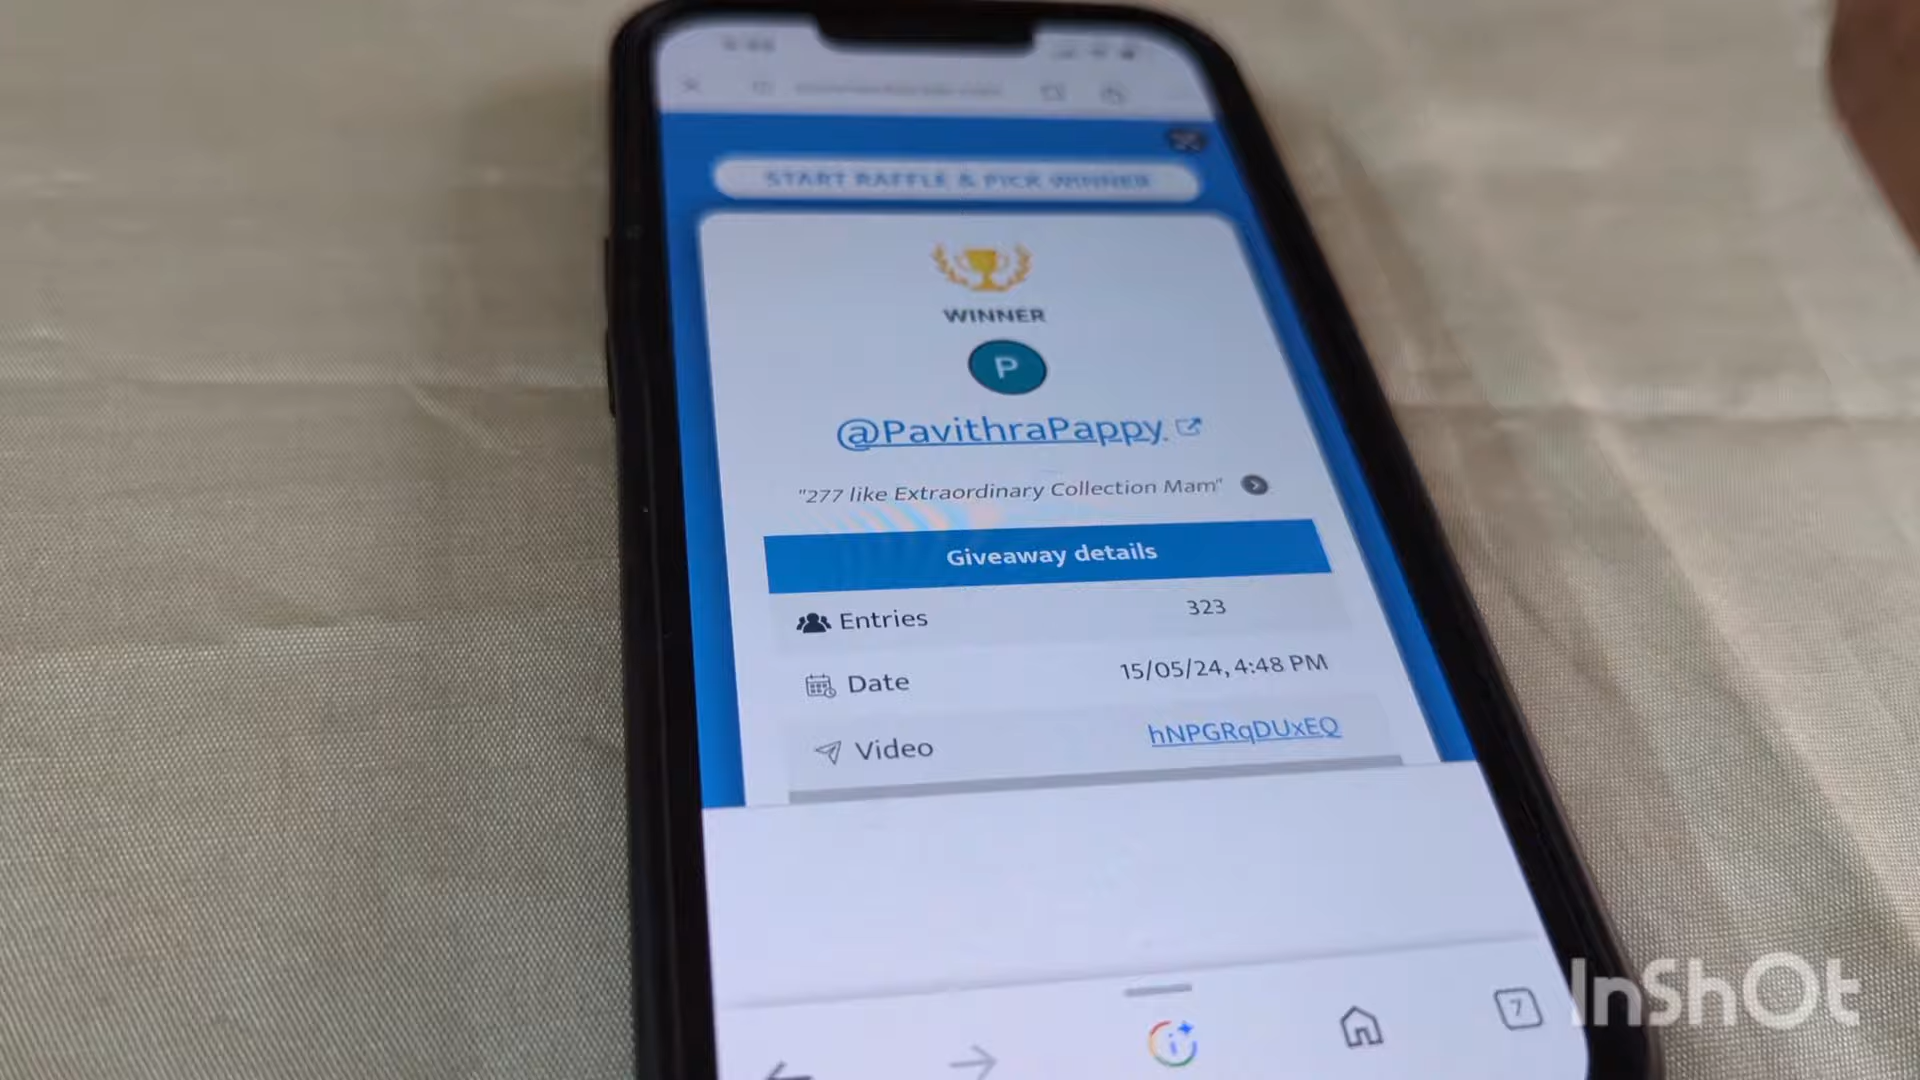 START RAFFLE & PICK WINNER
WINNER
P
@PavithraPappy
"277 like Extraordinary Collection Mam"
Giveaway details
Entries 323
Date 15/05/24, 4:48 PM
Video hNPGRqDUxEQ
7
InShOt